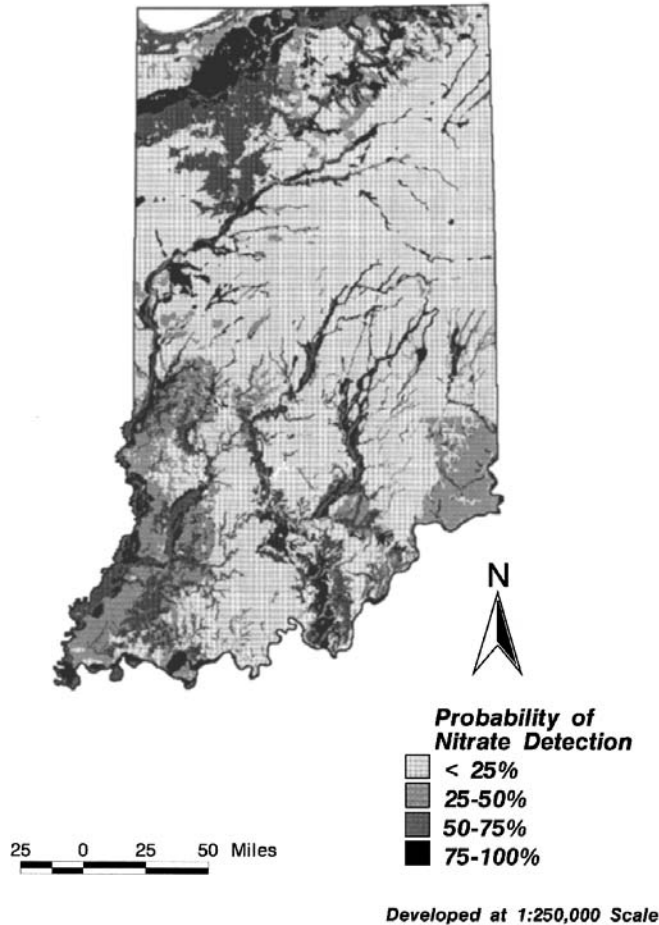 N
Probability of
Nitrate Detection
< 25%
25-50%
50-75%
75-100%
25 0 25 50 Miles
Developed at 1:250,000 Scale